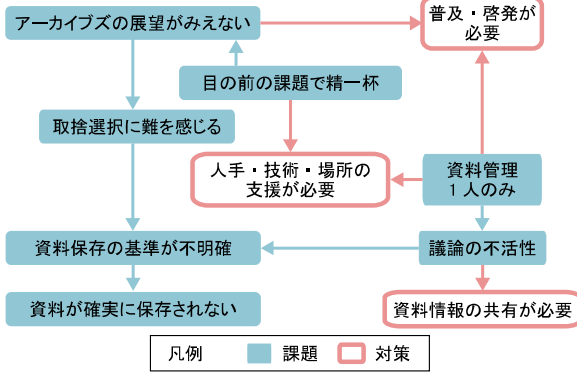 アーカイブズの展望がみえない
普及・啓発が
必要
目の前の課題で精一杯
取捨選択に難を感じる
人手・技術・場所の
支援が必要
資料管理
1人のみ
資料保存の基準が不明確
議論の不活性
資料が確実に保存されない
資料情報の共有が必要
凡例
課題
対策